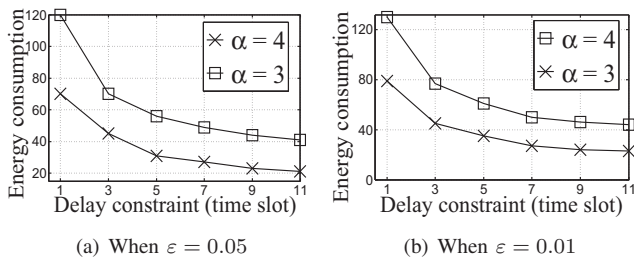 Energy consumption
120
100
80
60
40
20
α = 4
α = 3
1 3 5 7 9 11
Delay constraint (time slot)
(a) When ε = 0.05
Energy consumption
120
80
40
0
α = 4
α = 3
1 3 5 7 9 11
Delay constraint (time slot)
(b) When ε = 0.01